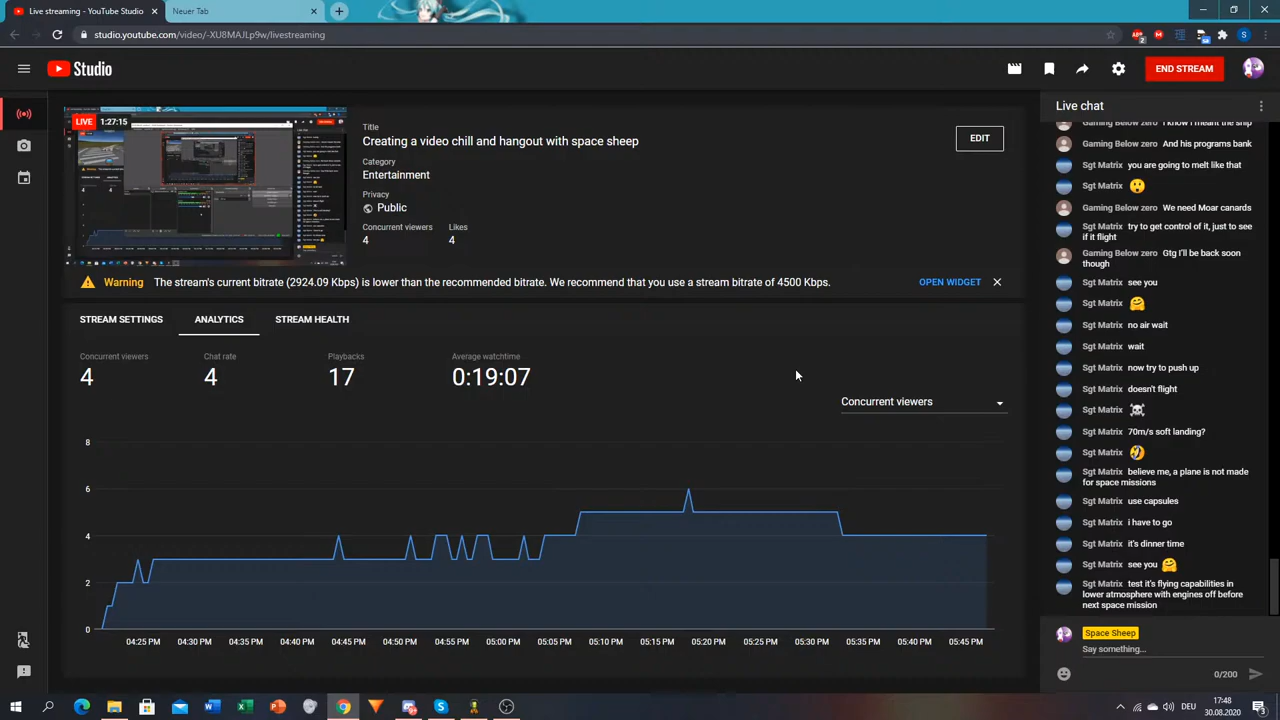 Live streaming - YouTube Studio
Neuer Tab
studio.youtube.com/video/-XU8MAJLp9w/livestreaming
Studio
END STREAM
LIVE 1:27:15
Title
Creating a video chill and hangout with space sheep
Category
Entertainment
Privacy
Public
Concurrent viewers
Likes
4
4
EDIT
Warning The stream's current bitrate (2924.09 Kbps) is lower than the recommended bitrate. We recommend that you use a stream bitrate of 4500 Kbps.
OPEN WIDGET
STREAM SETTINGS
ANALYTICS
STREAM HEALTH
Concurrent viewers
Chat rate
Playbacks
Average watchtime
4
4
17
0:19:07
Concurrent viewers
8
6
4
2
0
04:25 PM
04:30 PM
04:35 PM
04:40 PM
04:45 PM
04:50 PM
04:55 PM
05:00 PM
05:05 PM
05:10 PM
05:15 PM
05:20 PM
05:25 PM
05:30 PM
05:35 PM
05:40 PM
05:45 PM
Live chat
Gaming Below zero I know I meant the ship
Gaming Below zero And his programs bank
Sgt Matrix you are going to melt like that
Sgt Matrix 😲
Gaming Below zero We need Moar canards
Sgt Matrix try to get control of it, just to see
if it flight
Gaming Below zero Gtg I'll be back soon
though
Sgt Matrix see you
Sgt Matrix 🤗
Sgt Matrix no air wait
Sgt Matrix wait
Sgt Matrix now try to push up
Sgt Matrix doesn't flight
Sgt Matrix ☠
Sgt Matrix 70m/s soft landing?
Sgt Matrix 🤣
Sgt Matrix believe me, a plane is not made
for space missions
Sgt Matrix use capsules
Sgt Matrix i have to go
Sgt Matrix it's dinner time
Sgt Matrix see you 🤗
Sgt Matrix test it's flying capabilities in
lower atmosphere with engines off before
next space mission
Space Sheep
Say something...
0/200
DEU
17:48
30.08.2020